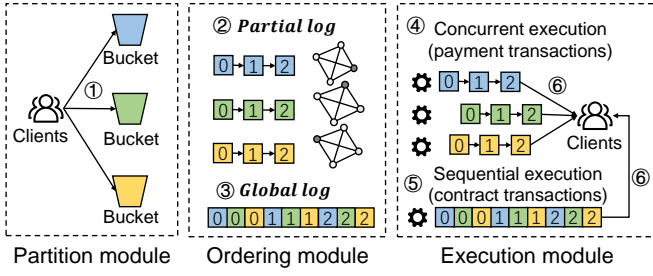 Clients
①
Bucket
Bucket
Bucket
Partition module
② Partial log
0 1 2
0 1 2
0 1 2
③ Global log
0 0 0 1 1 1 2 2 2
Ordering module
④ Concurrent execution
(payment transactions)
0 1 2
0 1 2
0 1 2
⑥
Clients
⑤ Sequential execution
(contract transactions)
⑥
0 0 0 1 1 1 2 2 2
Execution module